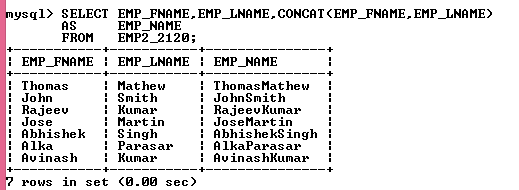 mysql> SELECT EMP_FNAME,EMP_LNAME,CONCAT(EMP_FNAME,EMP_LNAME)
AS EMP_NAME
FROM EMP2_2120;
+-----------+-----------+---------------+
| EMP_FNAME | EMP_LNAME | EMP_NAME |
+-----------+-----------+---------------+
| Thomas | Mathew | ThomasMathew |
| John | Smith | JohnSmith |
| Rajeev | Kumar | RajeevKumar |
| Jose | Martin | JoseMartin |
| Abhishek | Singh | AbhishekSingh |
| Alka | Parasar | AlkaParasar |
| Avinash | Kumar | AvinashKumar |
+-----------+-----------+---------------+
7 rows in set (0.00 sec)